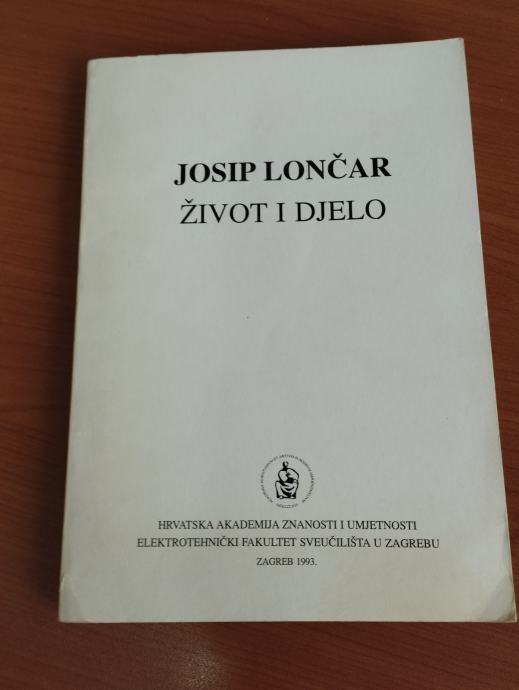 JOSIP LONČAR
ŽIVOT I DJELO
HRVATSKA AKADEMIJA ZNANOSTI I UMJETNOSTI
ELEKTROTEHNIČKI FAKULTET SVEUČILIŠTA U ZAGREBU
ZAGREB 1993.